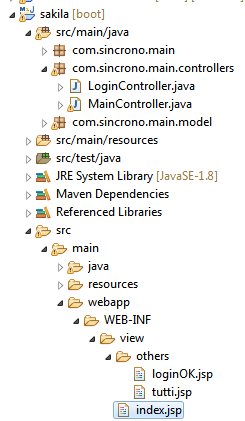 sakila [boot]
src/main/java
com.sincrono.main
com.sincrono.main.controllers
LoginController.java
MainController.java
com.sincrono.main.model
src/main/resources
src/test/java
JRE System Library [JavaSE-1.8]
Maven Dependencies
Referenced Libraries
src
main
java
resources
webapp
WEB-INF
view
others
loginOK.jsp
tutti.jsp
index.jsp